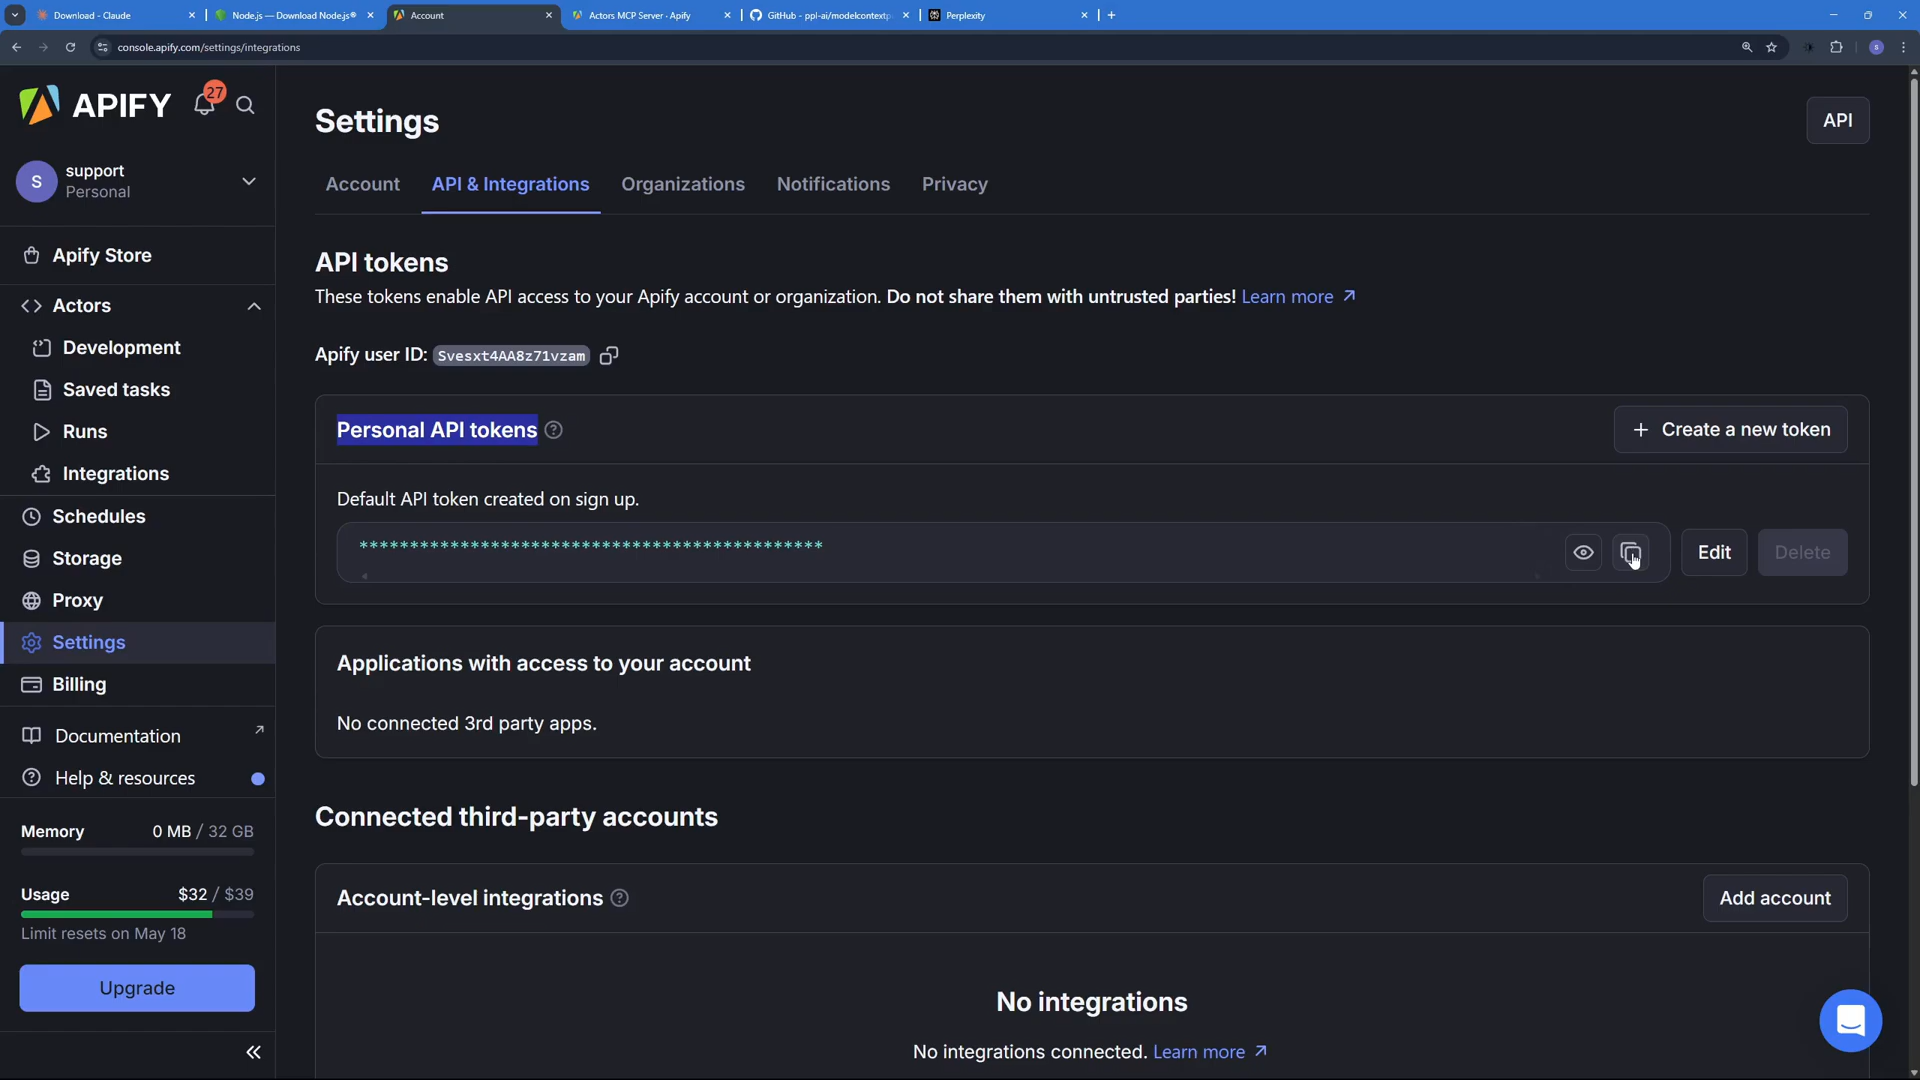 Download - Claude
Node.js — Download Node.js®
Account
Actors MCP Server · Apify
GitHub - ppl-ai/modelcontextp
Perplexity
console.apify.com/settings/integrations
S
APIFY
27
S
support
Personal
Apify Store
Actors
Development
Saved tasks
Runs
Integrations
Schedules
Storage
Proxy
Settings
Billing
Documentation
Help & resources
Memory 0 MB / 32 GB
Usage $32 / $39
Limit resets on May 18
Upgrade
Settings
API
Account API & Integrations Organizations Notifications Privacy
API tokens
These tokens enable API access to your Apify account or organization. Do not share them with untrusted parties! Learn more
Apify user ID: Svesxt4AA8z71vzam
Personal API tokens
+ Create a new token
Default API token created on sign up.
**********************************************
Edit
Delete
Applications with access to your account
No connected 3rd party apps.
Connected third-party accounts
Account-level integrations
Add account
No integrations
No integrations connected. Learn more